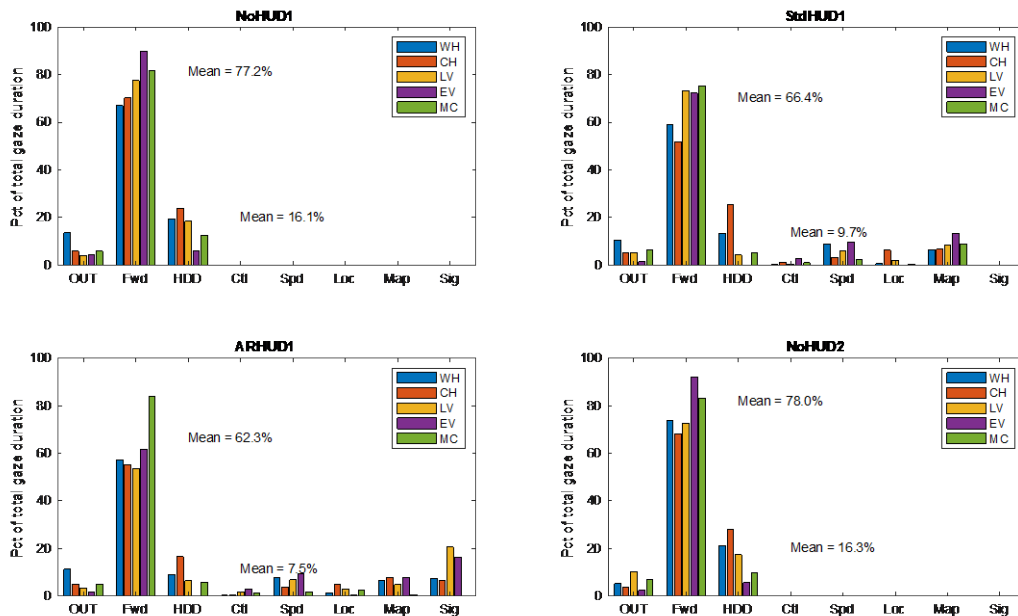 NoHUD1
Pct of total gaze duration
100
80
60
40
20
0
Mean = 77.2%
Mean = 16.1%
WH
CH
LV
EV
MC
OUT Fwd HDD Ctl Spd Loc Map Sig
StdHUD1
Pct of total gaze duration
100
80
60
40
20
0
Mean = 66.4%
Mean = 9.7%
WH
CH
LV
EV
MC
OUT Fwd HDD Ctl Spd Loc Map Sig
ARHUD1
Pct of total gaze duration
100
80
60
40
20
0
Mean = 62.3%
Mean = 7.5%
WH
CH
LV
EV
MC
OUT Fwd HDD Ctl Spd Loc Map Sig
NoHUD2
Pct of total gaze duration
100
80
60
40
20
0
Mean = 78.0%
Mean = 16.3%
WH
CH
LV
EV
MC
OUT Fwd HDD Ctl Spd Loc Map Sig